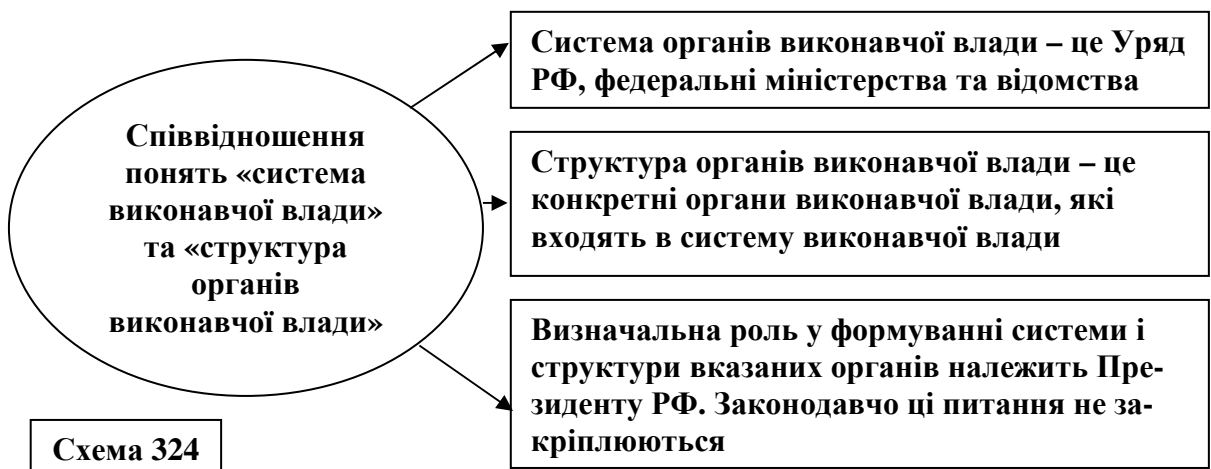 Співвідношення
понять «система
виконавчої влади»
та «структура
органів
виконавчої влади»
Система органів виконавчої влади – це Уряд
РФ, федеральні міністерства та відомства
Структура органів виконавчої влади – це
конкретні органи виконавчої влади, які
входять в систему виконавчої влади
Визначальна роль у формуванні системи і
структури вказаних органів належить Пре-
зиденту РФ. Законодавчо ці питання не за-
кріплюються
Схема 324